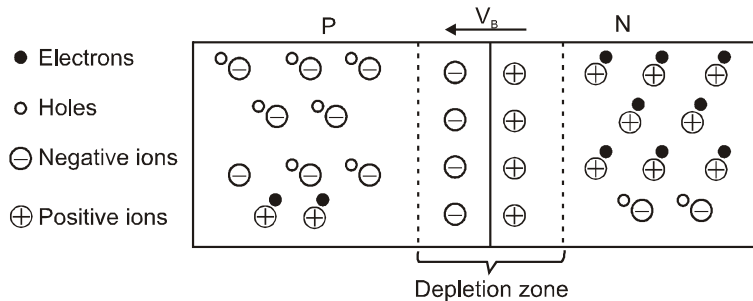 P
V_B
N
Electrons
Holes
Negative ions
Positive ions
Depletion zone